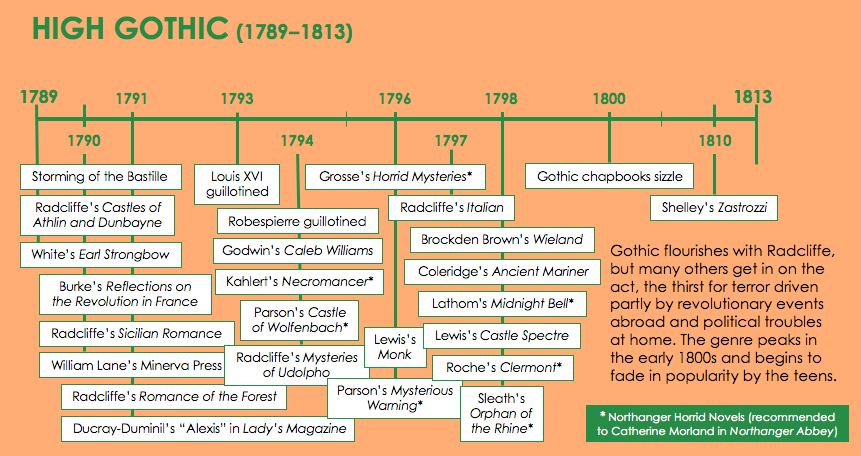 HIGH GOTHIC (1789–1813)
1789
1791
1793
1796
1798
1800
1813
1790
1794
1797
1810
Storming of the Bastille
Radcliffe's Castles of
Athlin and Dunbayne
White's Earl Strongbow
Burke's Reflections on
the Revolution in France
Radcliffe's Sicilian Romance
William Lane's Minerva Press
Radcliffe's Romance of the Forest
Ducray-Duminil's "Alexis" in Lady's Magazine
Louis XVI
guillotined
Robespierre guillotined
Godwin's Caleb Williams
Kahlert's Necromancer*
Parson's Castle
of Wolfenbach*
Radcliffe's Mysteries
of Udolpho
Grosse's Horrid Mysteries*
Lewis's
Monk
Parson's Mysterious
Warning*
Radcliffe's Italian
Brockden Brown's Wieland
Coleridge's Ancient Mariner
Lathom's Midnight Bell*
Lewis's Castle Spectre
Roche's Clermont*
Sleath's
Orphan of
the Rhine*
Gothic chapbooks sizzle
Shelley's Zastrozzi
Gothic flourishes with Radcliffe,
but many others get in on the
act, the thirst for terror driven
partly by revolutionary events
abroad and political troubles
at home. The genre peaks in
the early 1800s and begins to
fade in popularity by the teens.
* Northanger Horrid Novels (recommended
to Catherine Morland in Northanger Abbey)